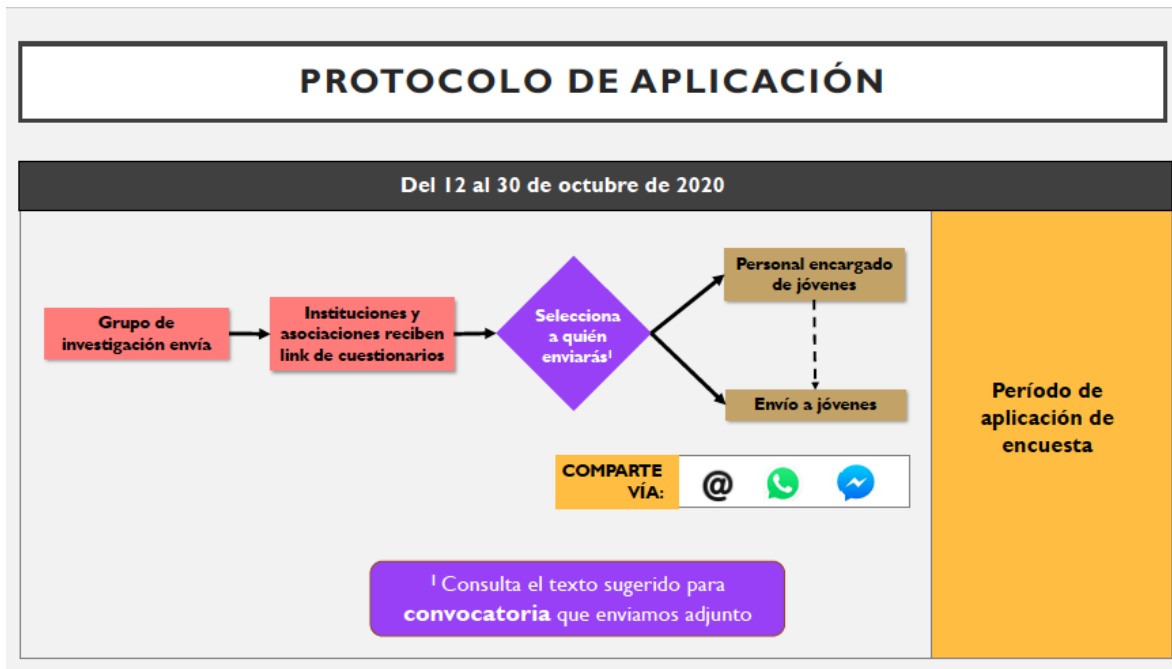 PROTOCOLO DE APLICACIÓN
Del 12 al 30 de octubre de 2020
Grupo de
investigación envía
Instituciones y
asociaciones reciben
link de cuestionarios
Selecciona
a quién
enviarás¹
Personal encargado
de jóvenes
Envío a jóvenes
Período de
aplicación de
encuesta
COMPARTE
VÍA:
@
¹ Consulta el texto sugerido para
convocatoria que enviamos adjunto